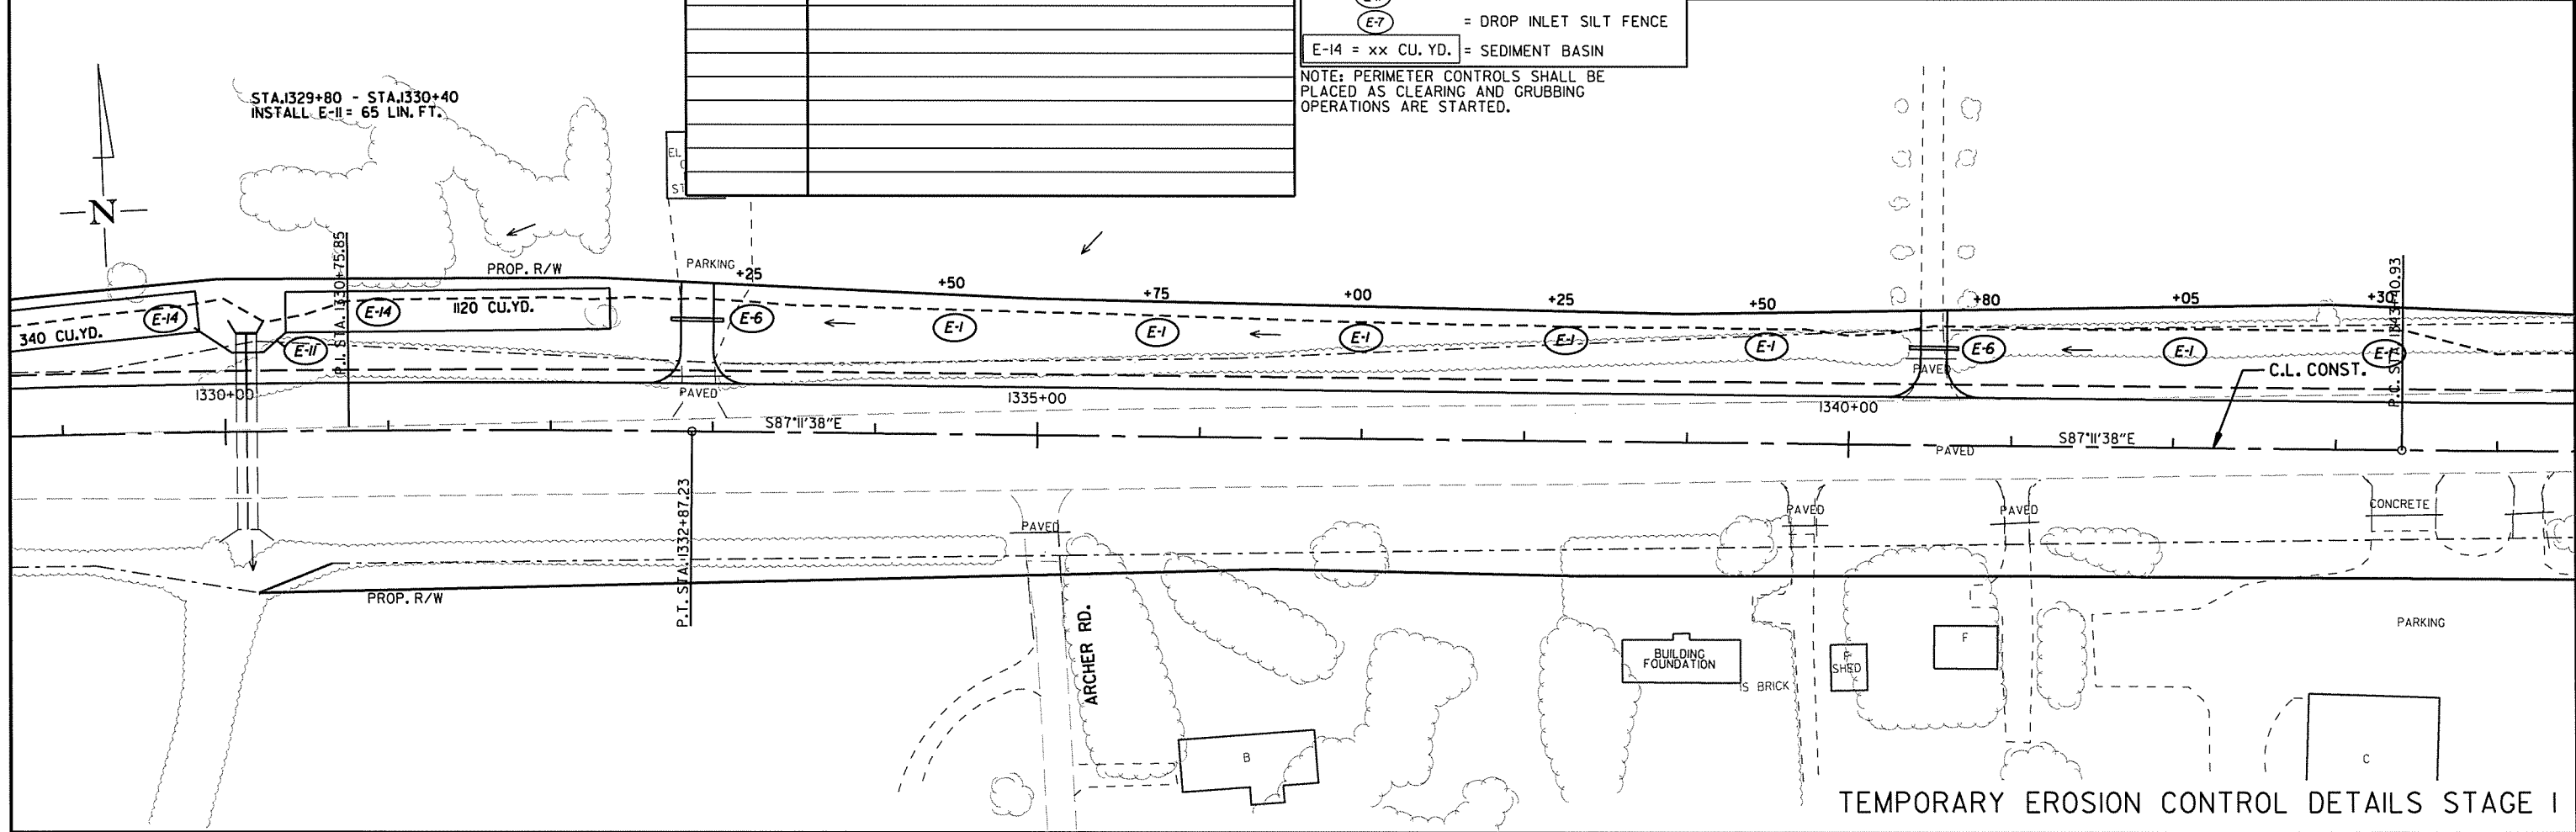 E-7 = DROP INLET SILT FENCE
E-14 = xx CU. YD. = SEDIMENT BASIN
NOTE: PERIMETER CONTROLS SHALL BE
PLACED AS CLEARING AND GRUBBING
OPERATIONS ARE STARTED.
STA.1329+80 - STA.1330+40
INSTALL E-11 = 65 LIN. FT.
EL
ST
N
P.I. STA. 1330+75.85
PROP. R/W
PARKING
+25
+50
+75
+00
+25
+50
+80
+05
+30
E-14
340 CU.YD.
E-14
1120 CU.YD.
E-11
E-6
E-1
E-1
E-1
E-1
E-1
E-6
E-1
E-1
PAVED
PAVED
C.L. CONST.
1330+00
1335+00
1340+00
S87°11'38"E
S87°11'38"E
PAVED
P.T. STA. 1332+87.23
PAVED
PAVED
PAVED
CONCRETE
PROP. R/W
ARCHER RD.
BUILDING
FOUNDATION
IS BRICK
SHED
F
PARKING
B
C
TEMPORARY EROSION CONTROL DETAILS STAGE I